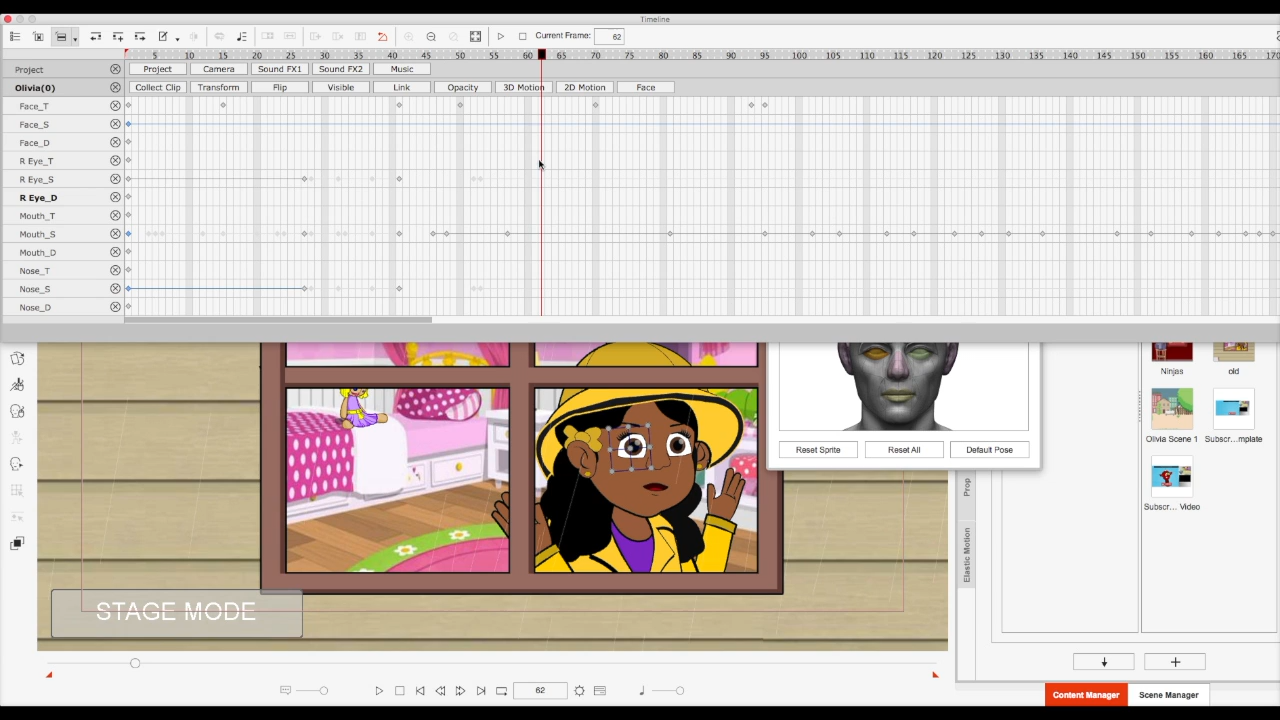 Timeline
Current Frame: 62
5 10 15 20 25 30 35 40 45 50 55 60 65 70 75 80 85 90 95 100 105 110 115 120 125 130 135 140 145 150 155 160 165 170
Project Project Camera Sound FX1 Sound FX2 Music
Olivia(0) Collect Clip Transform Flip Visible Link Opacity 3D Motion 2D Motion Face
Face_T
Face_S
Face_D
R Eye_T
R Eye_S
R Eye_D
Mouth_T
Mouth_S
Mouth_D
Nose_T
Nose_S
Nose_D
Ninjas old
Olivia Scene 1 Subscr...mplate
Reset Sprite Reset All Default Pose
Prop
Subscr... Video
Elastic Motion
STAGE MODE
62
Content Manager Scene Manager